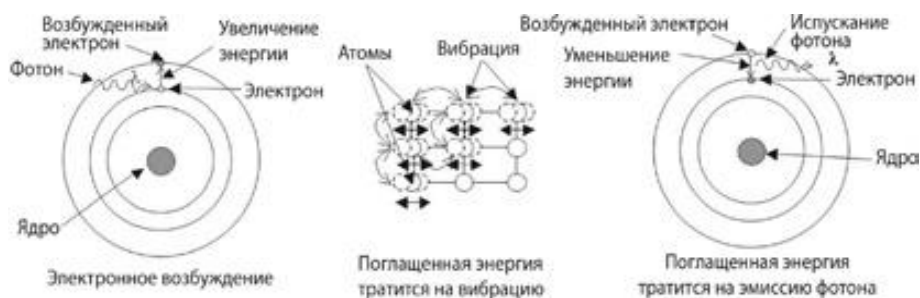 Возбужденный
электрон
Увеличение
энергии
Фотон
Электрон
Ядро
Электронное возбуждение
Атомы
Вибрация
Поглащенная энергия
тратится на вибрацию
Возбужденный электрон
Испускание
фотона
λ
Уменьшение
энергии
Электрон
Ядро
Поглащенная энергия
тратится на эмиссию фотона